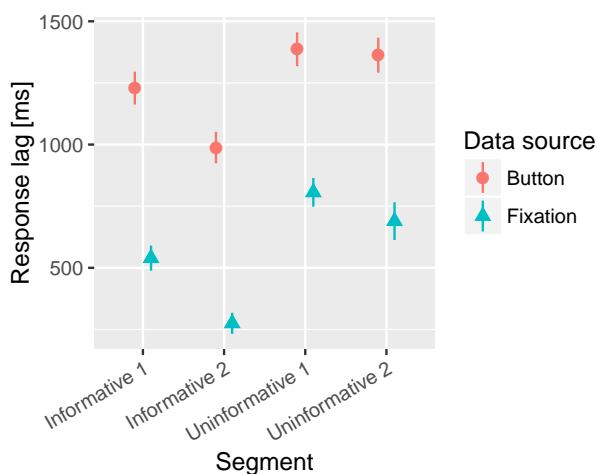 1500
1000
500
Response lag [ms]
Informative 1
Informative 2
Uninformative 1
Uninformative 2
Segment
Data source
Button
Fixation